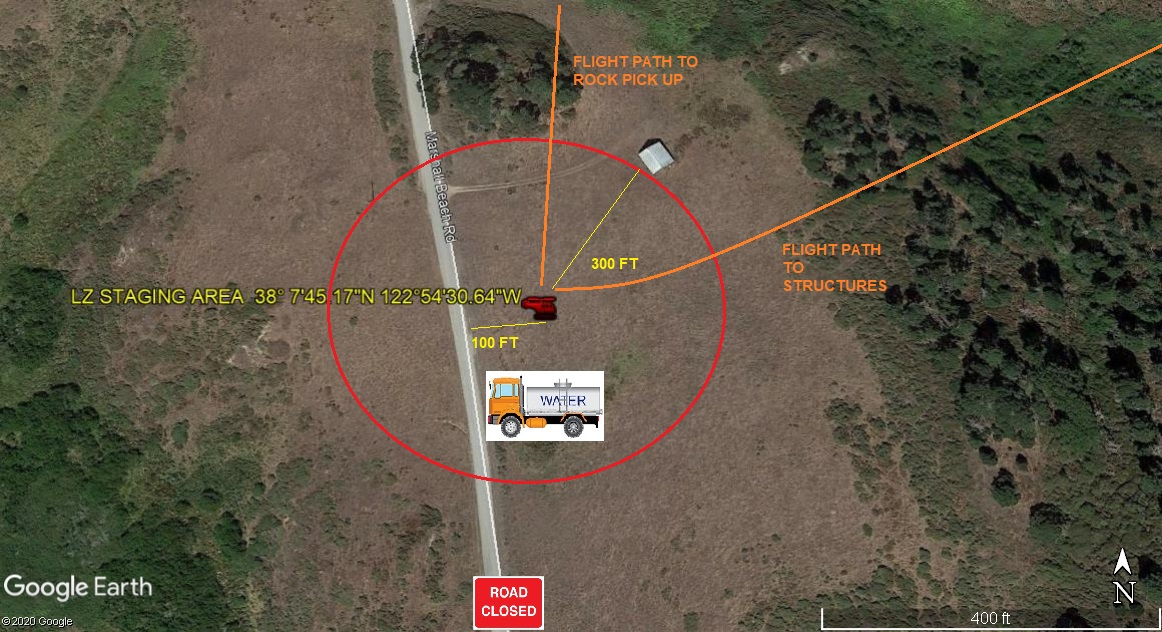 FLIGHT PATH TO
ROCK PICK UP
Marshall Beach Rd
300 FT
FLIGHT PATH
TO
STRUCTURES
LZ STAGING AREA 38° 7'45.17"N 122°54'30.64"W
100 FT
WATER
ROAD
CLOSED
Google Earth
©2020 Google
N
400 ft